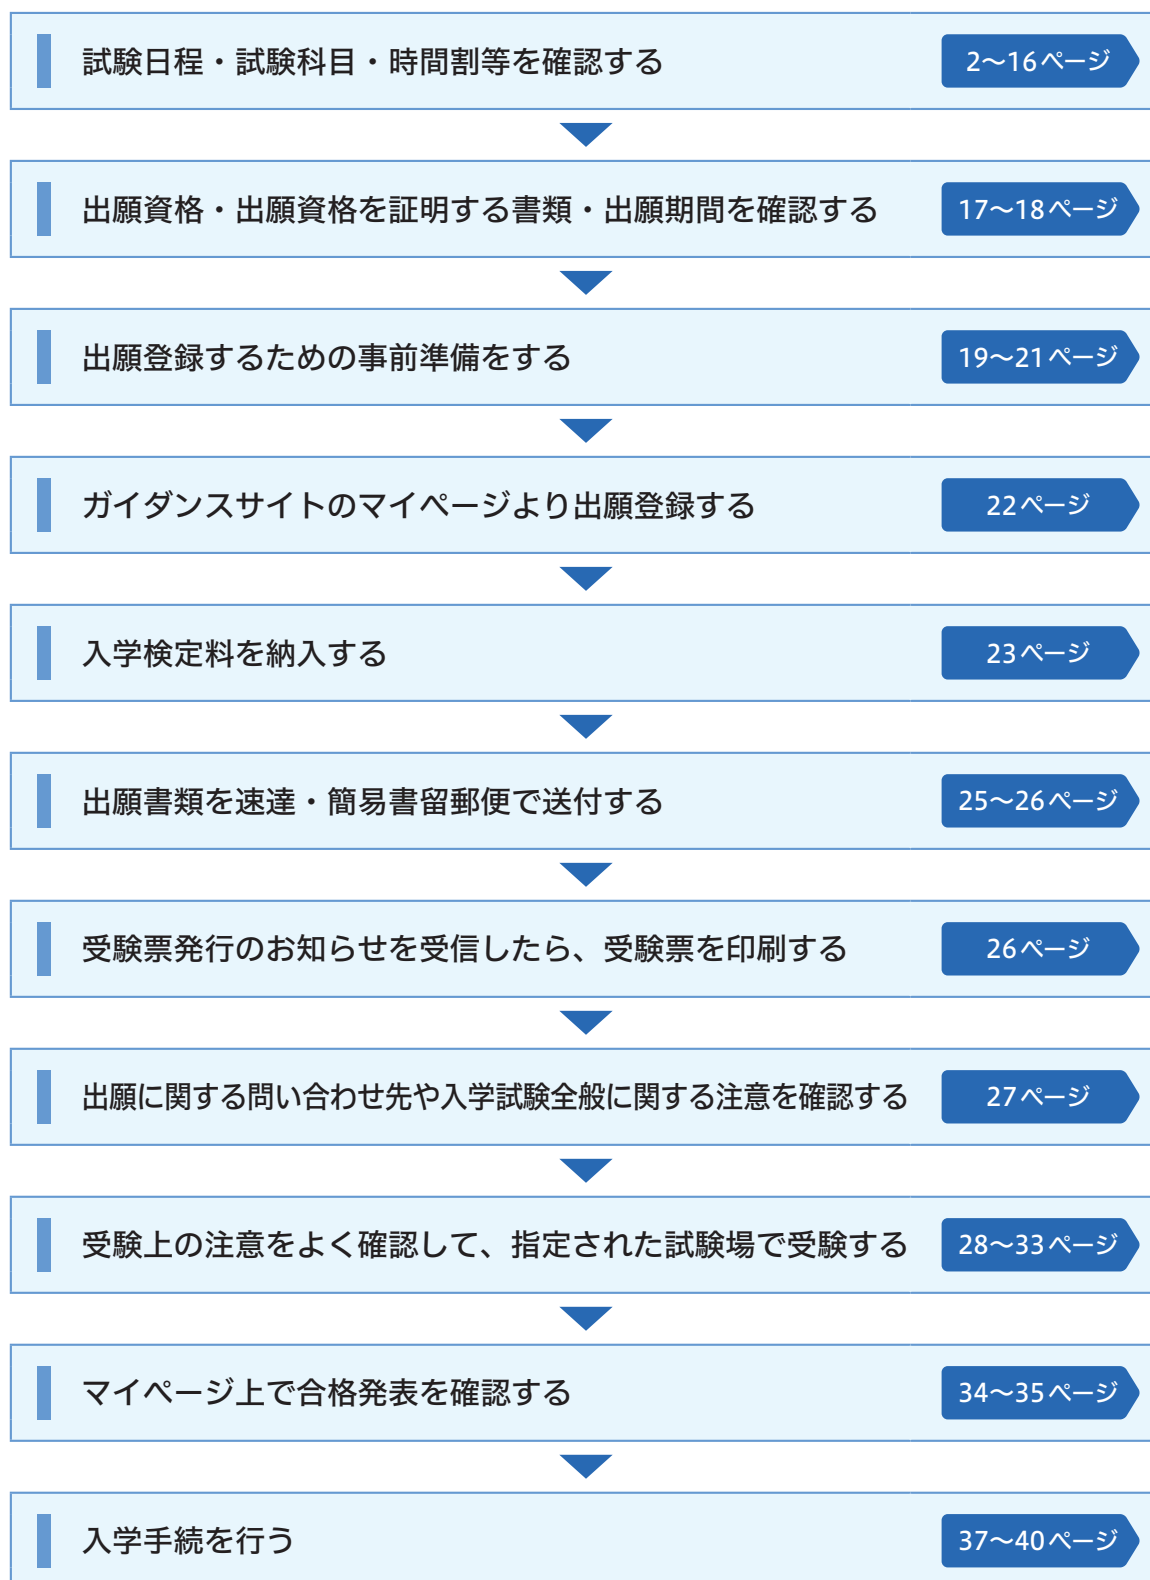 試験日程・試験科目・時間割等を確認する 2～16ページ
出願資格・出願資格を証明する書類・出願期間を確認する 17～18ページ
出願登録するための事前準備をする 19～21ページ
ガイダンスサイトのマイページより出願登録する 22ページ
入学検定料を納入する 23ページ
出願書類を速達・簡易書留郵便で送付する 25～26ページ
受験票発行のお知らせを受信したら、受験票を印刷する 26ページ
出願に関する問い合わせ先や入学試験全般に関する注意を確認する 27ページ
受験上の注意をよく確認して、指定された試験場で受験する 28～33ページ
マイページ上で合格発表を確認する 34～35ページ
入学手続を行う 37～40ページ